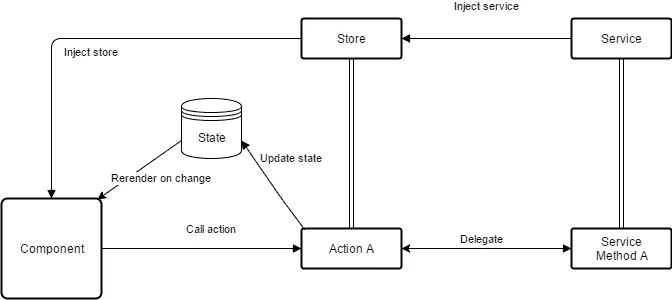 Inject service
Store
Service
Inject store
State
Update state
Rerender on change
Call action
Delegate
Component
Action A
Service
Method A